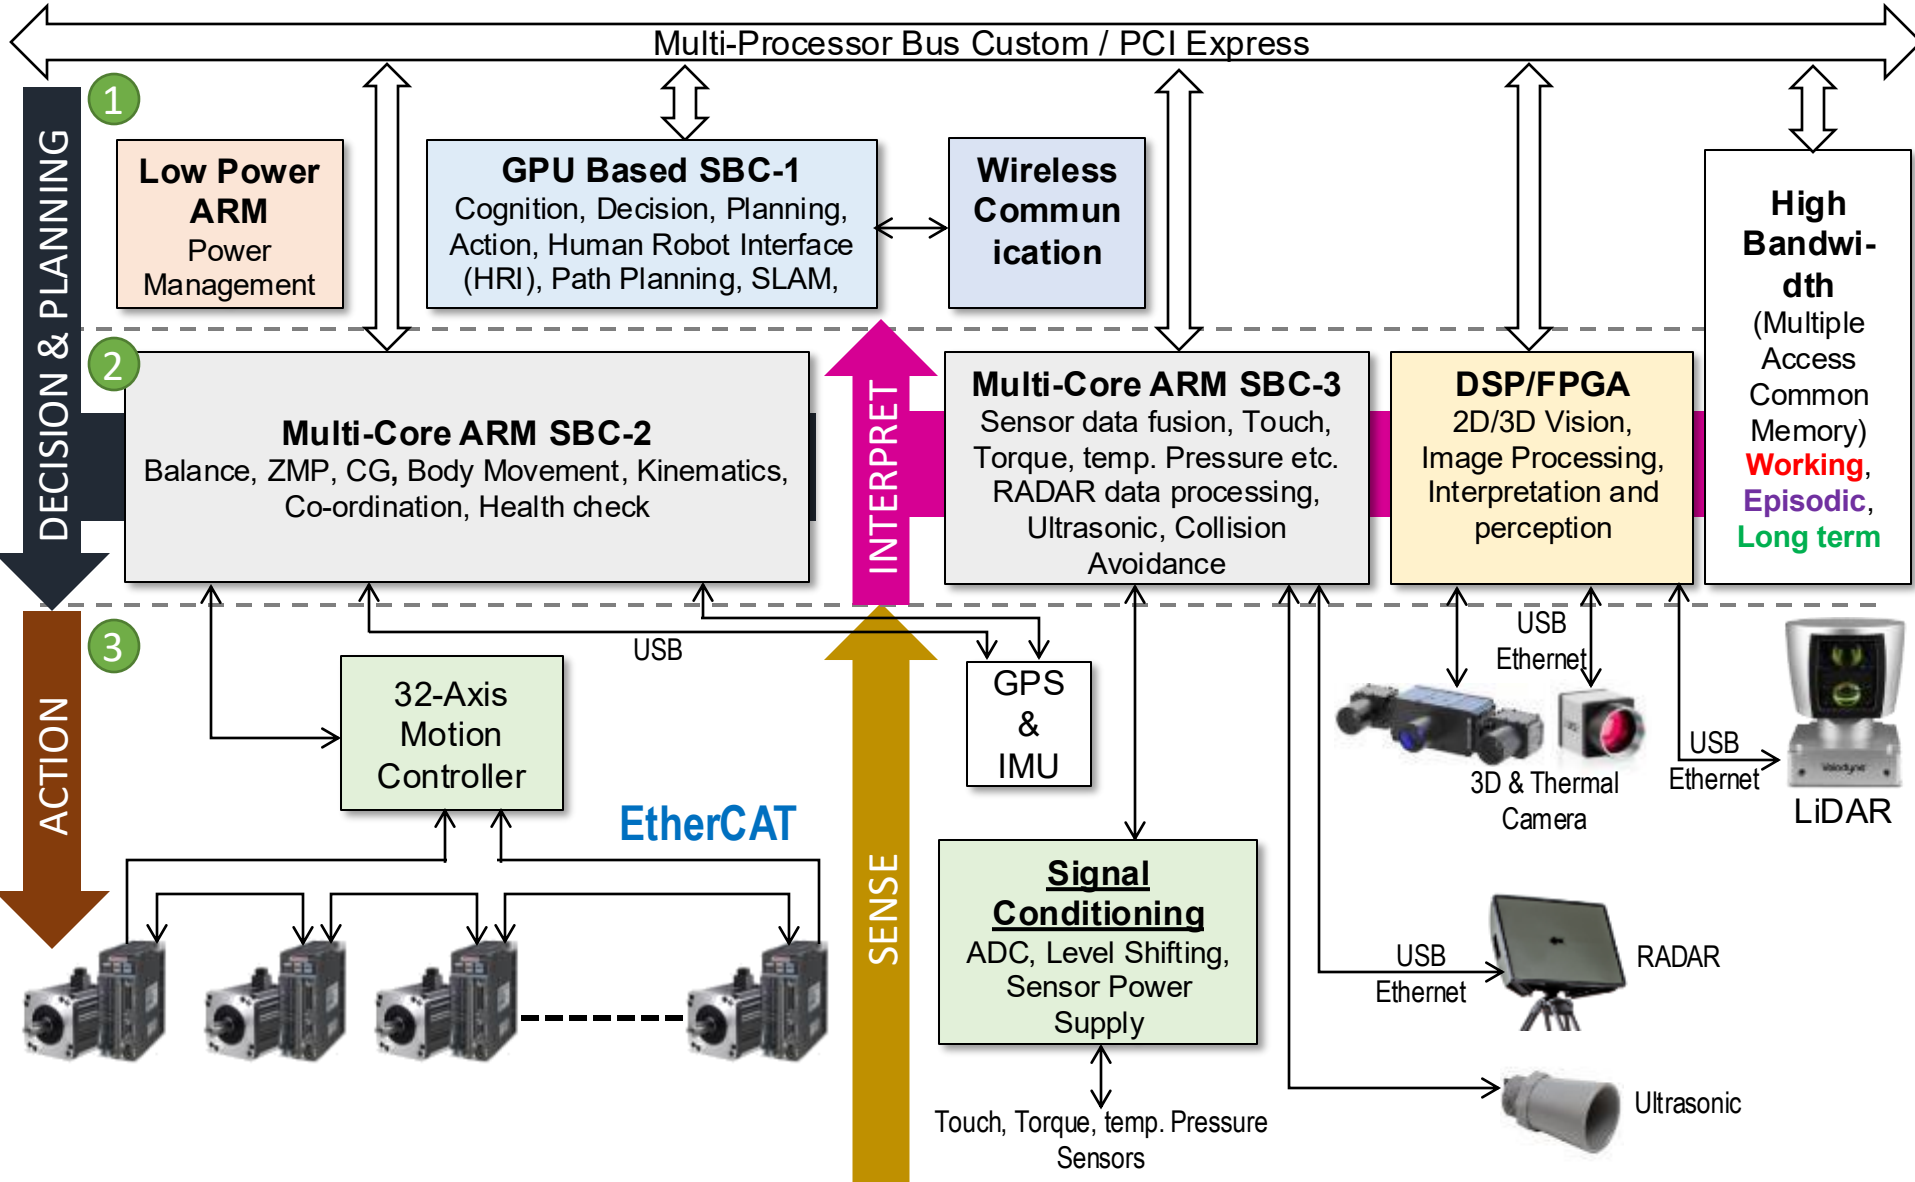 Multi-Processor Bus Custom / PCI Express
1
DECISION & PLANNING
Low Power
ARM
Power
Management
GPU Based SBC-1
Cognition, Decision, Planning,
Action, Human Robot Interface
(HRI), Path Planning, SLAM,
Wireless
Commun
ication
High
Bandwi-
dth
(Multiple
Access
Common
Memory)
Working,
Episodic,
Long term
2
Multi-Core ARM SBC-2
Balance, ZMP, CG, Body Movement, Kinematics,
Co-ordination, Health check
INTERPRET
Multi-Core ARM SBC-3
Sensor data fusion, Touch,
Torque, temp. Pressure etc.
RADAR data processing,
Ultrasonic, Collision
Avoidance
DSP/FPGA
2D/3D Vision,
Image Processing,
Interpretation and
perception
3
ACTION
USB
32-Axis
Motion
Controller
EtherCAT
SENSE
GPS
&
IMU
USB
Ethernet
3D & Thermal
Camera
USB
Ethernet
Velodyne
LiDAR
Signal
Conditioning
ADC, Level Shifting,
Sensor Power
Supply
Touch, Torque, temp. Pressure
Sensors
USB
Ethernet
RADAR
Ultrasonic